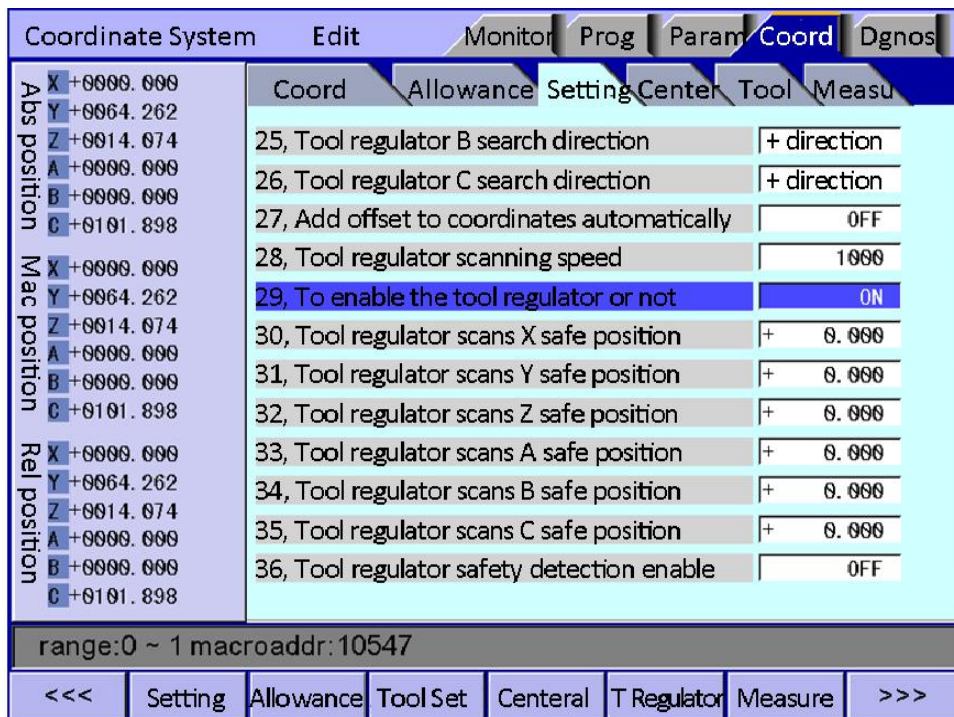 Coordinate System Edit Monitor Prog Param Coord Dgnos
Coord Allowance Setting Center Tool Measu
Abs position
X +0000.000
Y +0064.262
Z +0014.074
A +0000.000
B +0000.000
C +0101.898
Mac position
X +0000.000
Y +0064.262
Z +0014.074
A +0000.000
B +0000.000
C +0101.898
Rel position
X +0000.000
Y +0064.262
Z +0014.074
A +0000.000
B +0000.000
C +0101.898
25, Tool regulator B search direction + direction
26, Tool regulator C search direction + direction
27, Add offset to coordinates automatically OFF
28, Tool regulator scanning speed 1000
29, To enable the tool regulator or not ON
30, Tool regulator scans X safe position + 0.000
31, Tool regulator scans Y safe position + 0.000
32, Tool regulator scans Z safe position + 0.000
33, Tool regulator scans A safe position + 0.000
34, Tool regulator scans B safe position + 0.000
35, Tool regulator scans C safe position + 0.000
36, Tool regulator safety detection enable OFF
range:0 ~ 1 macroaddr:10547
<<< Setting Allowance Tool Set Centeral T Regulator Measure >>>